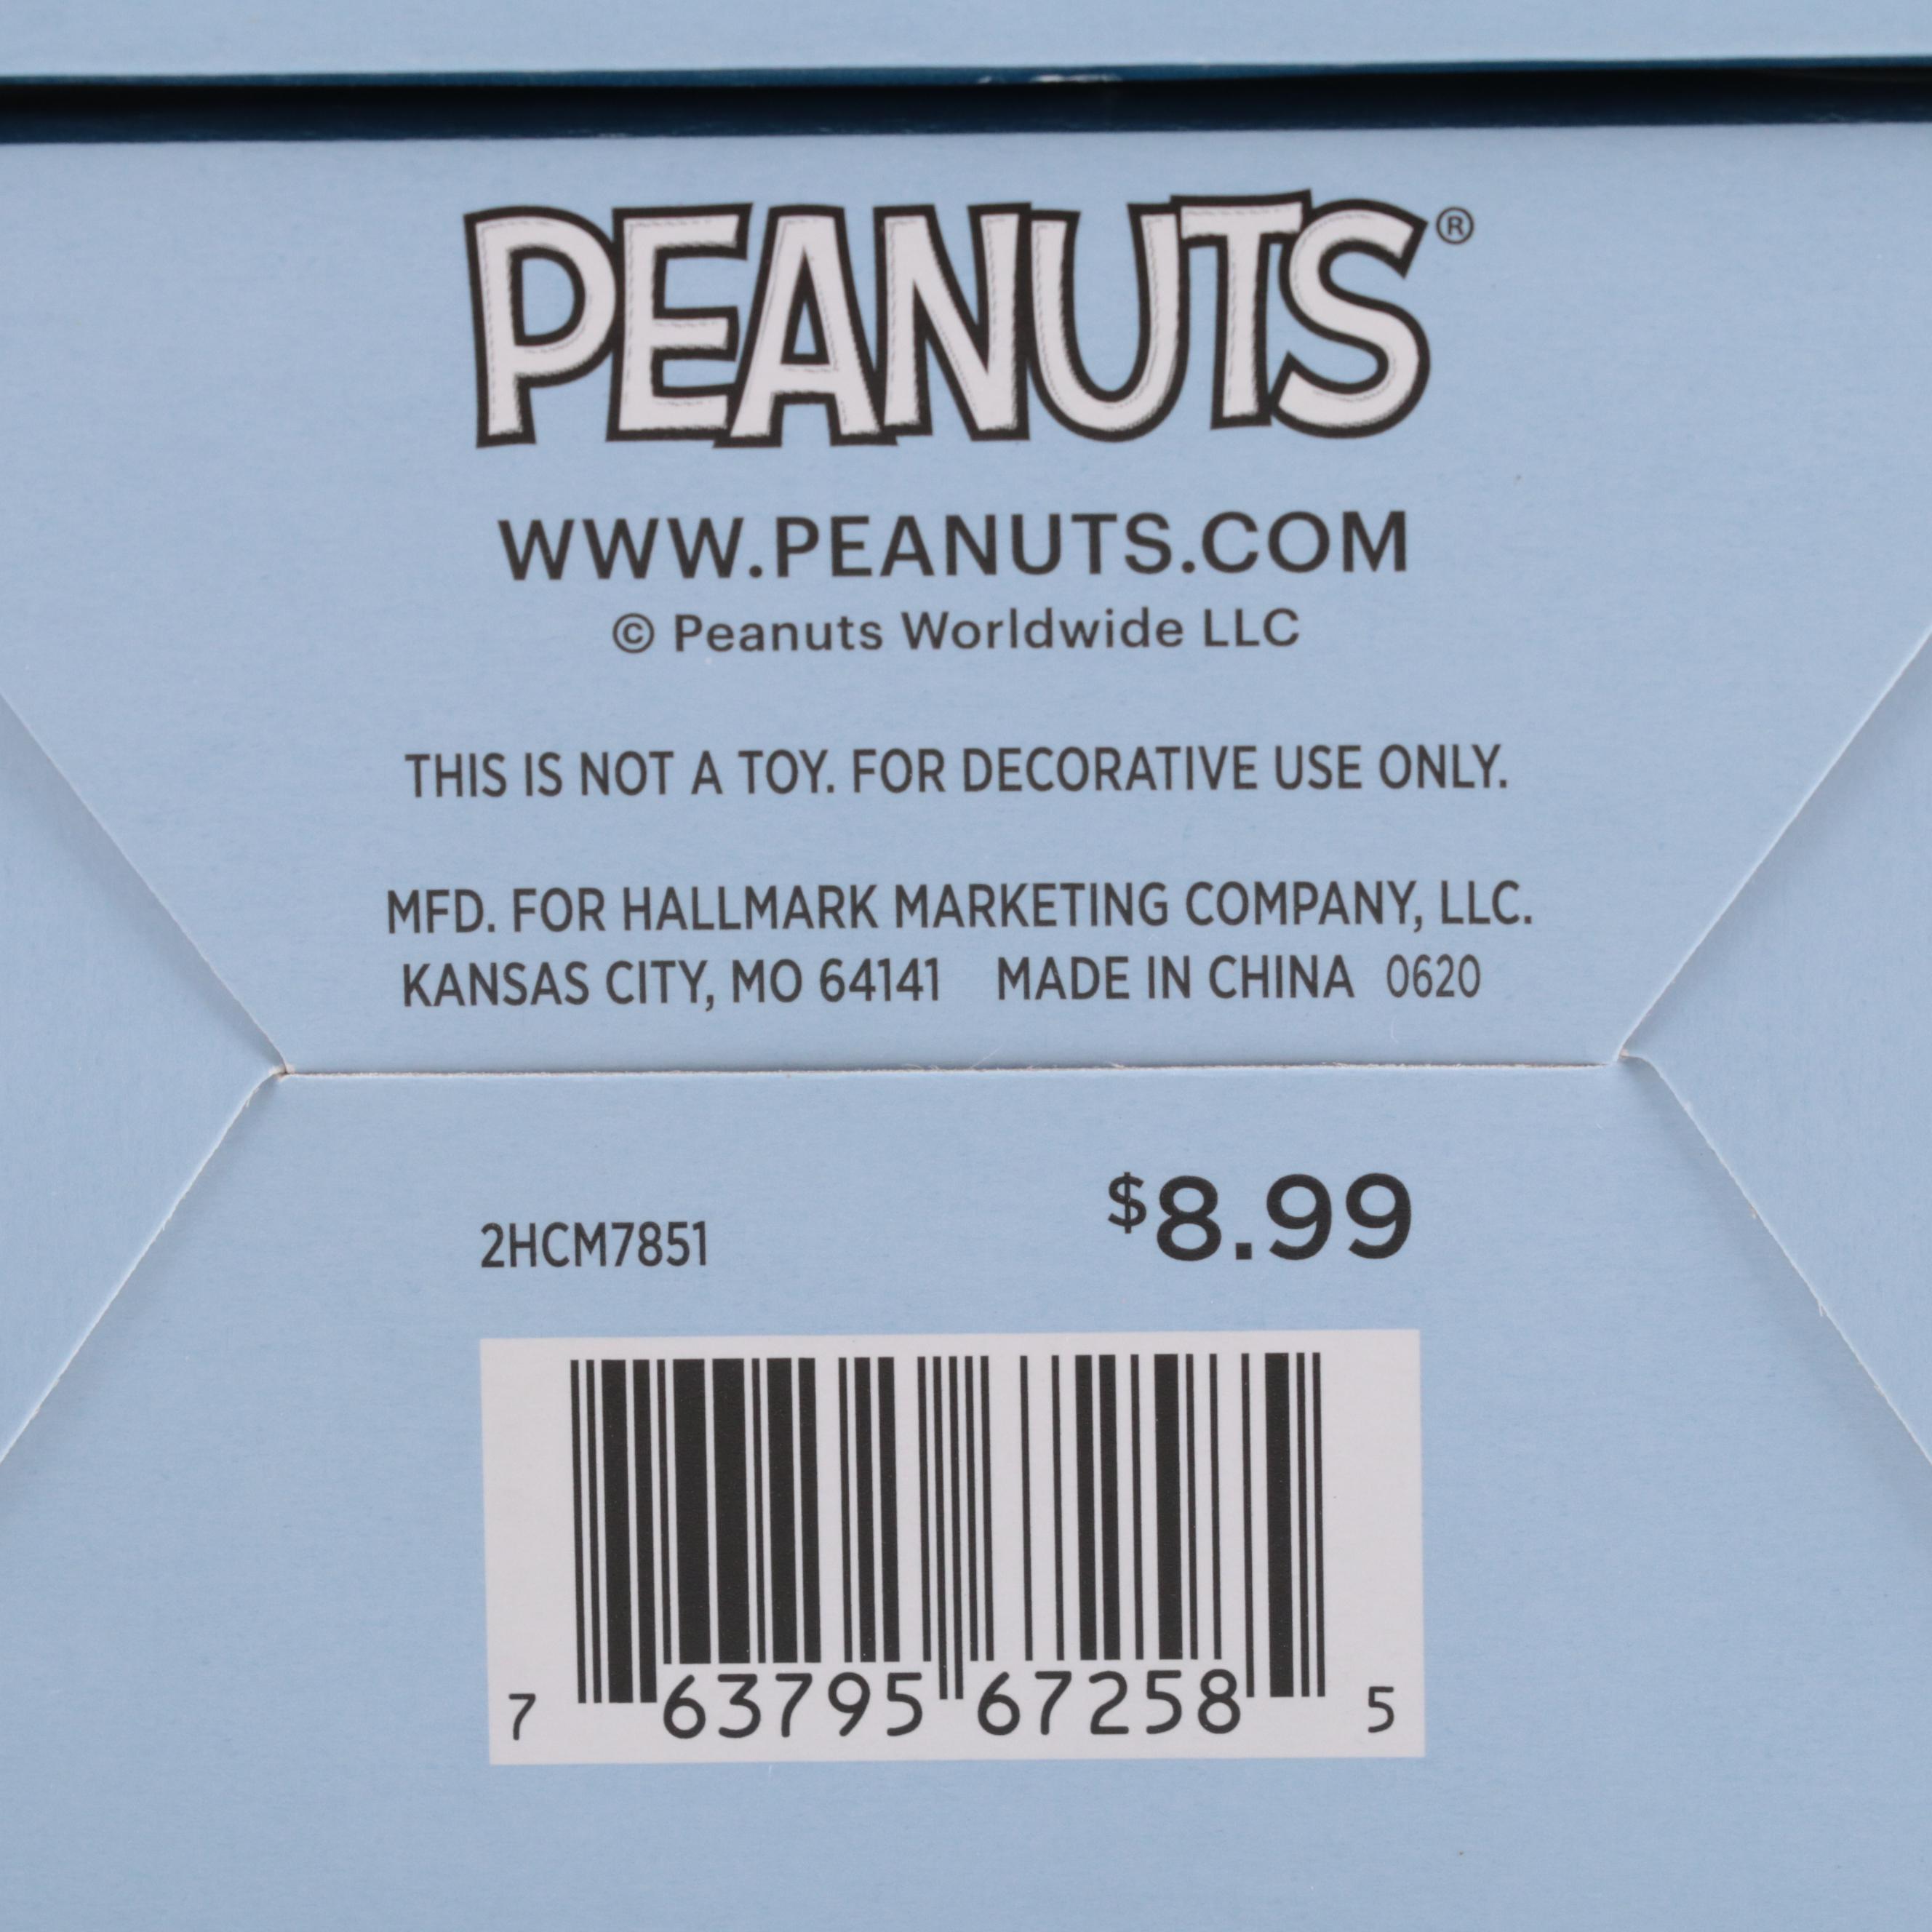 PEANUTS®
WWW.PEANUTS.COM
© Peanuts Worldwide LLC
THIS IS NOT A TOY. FOR DECORATIVE USE ONLY.
MFD. FOR HALLMARK MARKETING COMPANY, LLC.
KANSAS CITY, MO 64141 MADE IN CHINA 0620
2HCM7851 $8.99
7 63795 67258 5